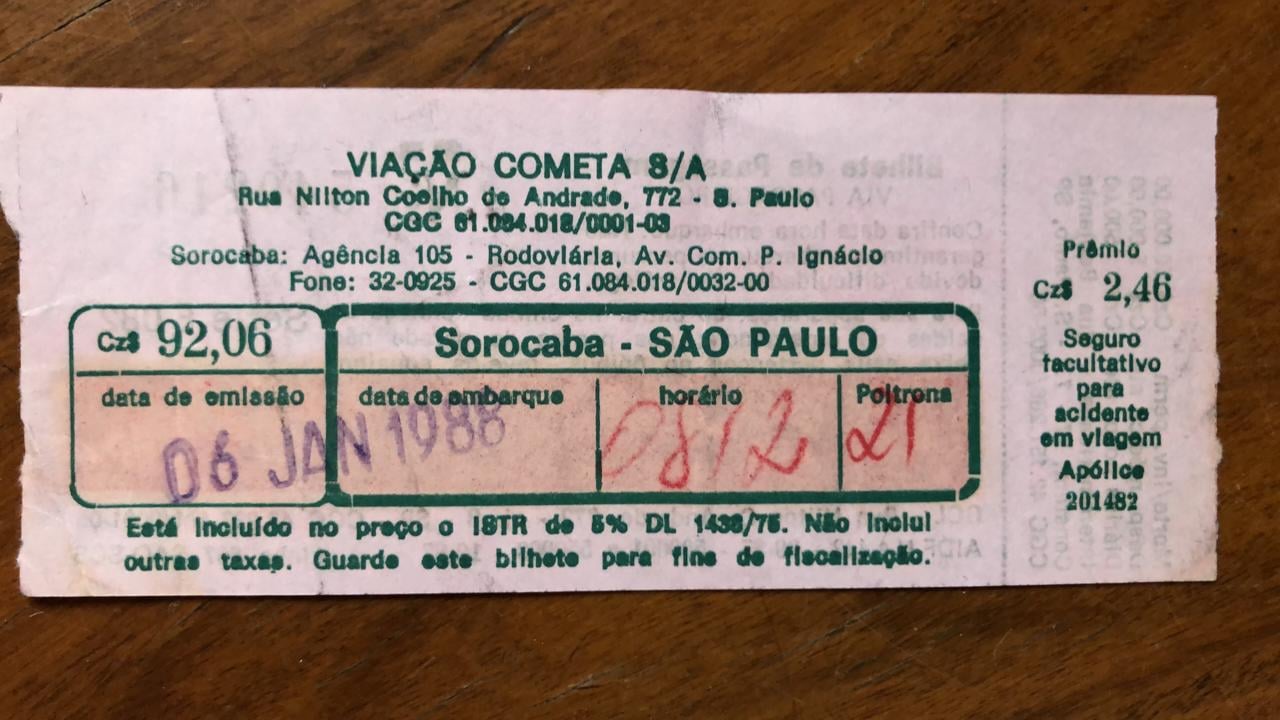 VIAÇÃO COMETA S/A
Rua Nilton Coelho de Andrade, 772 - S. Paulo
CGC 61.084.018/0001-03
Sorocaba: Agência 105 - Rodoviária, Av. Com. P. Ignácio
Fone: 32-0925 - CGC 61.084.018/0032-00
Cz$ 92,06
Sorocaba - SÃO PAULO
data de emissão data de embarque horário Poltrona
06 JAN 1988 0812 21
Está incluído no preço o ISTR de 5% DL 1438/75. Não inclui
outras taxas. Guarde este bilhete para fins de fiscalização.
Prêmio
Cz$ 2,46
Seguro
facultativo
para
acidente
em viagem
Apólice
201482